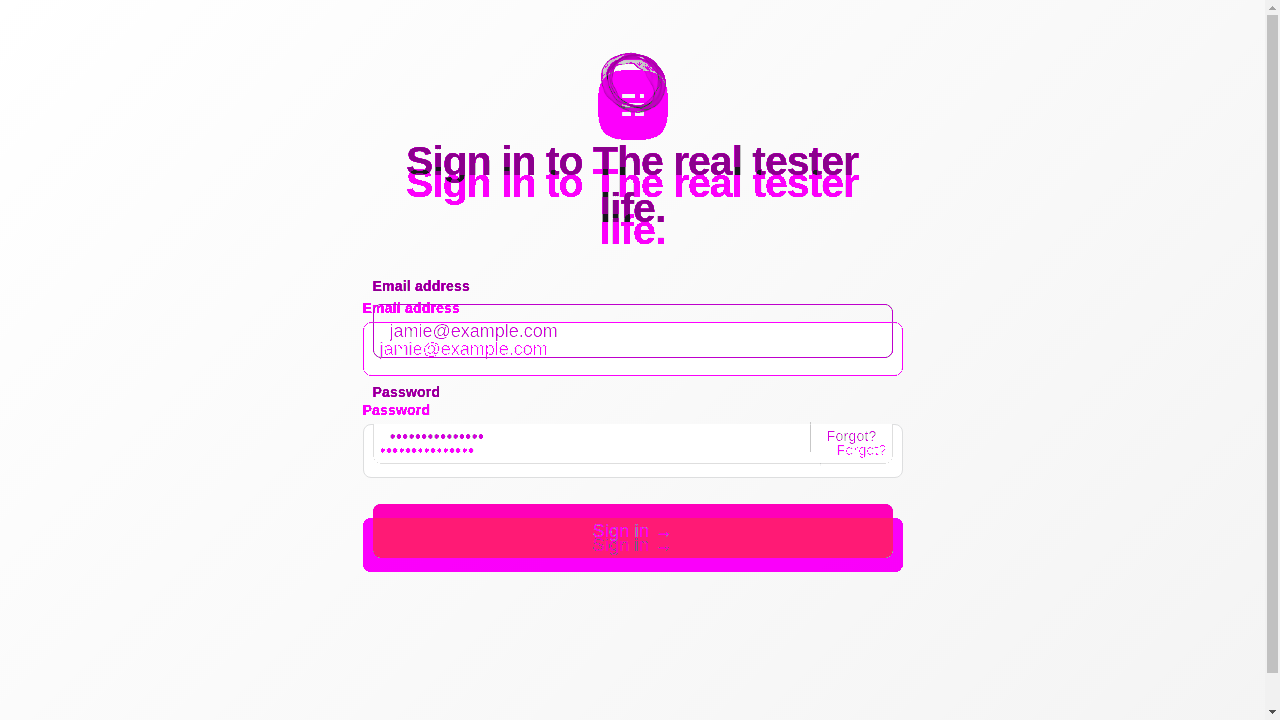 Sign in to The real tester
Sign in to The real tester
life.
life.
Email address
Email address
jamie@example.com
jamie@example.com
Password
Password
••••••••••••••• Forgot?
••••••••••••••• Forgot?
Sign in →
Sign in →